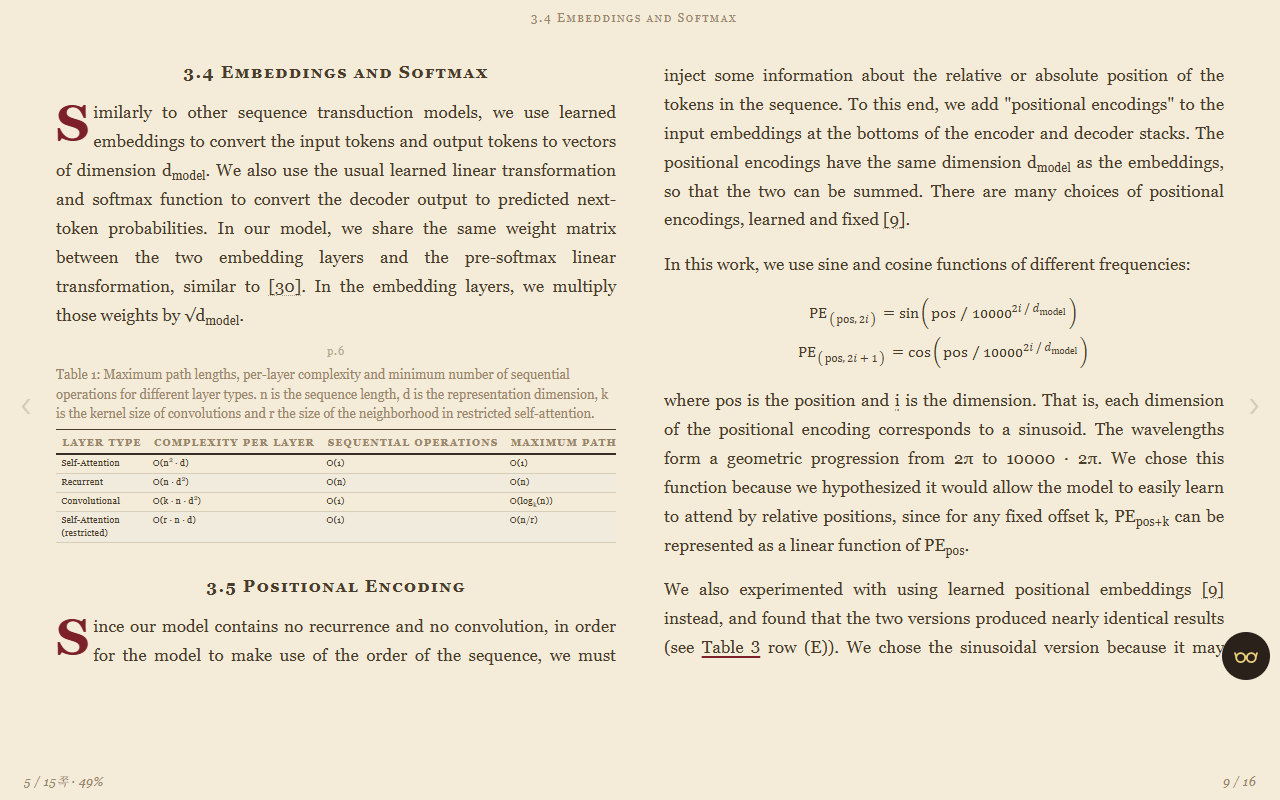 3.4 Embeddings and Softmax
3.4 Embeddings and Softmax
Similarly to other sequence transduction models, we use learned
embeddings to convert the input tokens and output tokens to vectors
of dimension dmodel. We also use the usual learned linear transformation
and softmax function to convert the decoder output to predicted next-
token probabilities. In our model, we share the same weight matrix
between the two embedding layers and the pre-softmax linear
transformation, similar to [30]. In the embedding layers, we multiply
those weights by √dmodel.
p.6
Table 1: Maximum path lengths, per-layer complexity and minimum number of sequential
operations for different layer types. n is the sequence length, d is the representation dimension, k
is the kernel size of convolutions and r the size of the neighborhood in restricted self-attention.
LAYER TYPE COMPLEXITY PER LAYER SEQUENTIAL OPERATIONS MAXIMUM PATH
Self-Attention O(n² · d) O(1) O(1)
Recurrent O(n · d²) O(n) O(n)
Convolutional O(k · n · d²) O(1) O(logk(n))
Self-Attention (restricted) O(r · n · d) O(1) O(n/r)
3.5 Positional Encoding
Since our model contains no recurrence and no convolution, in order
for the model to make use of the order of the sequence, we must
inject some information about the relative or absolute position of the
tokens in the sequence. To this end, we add "positional encodings" to the
input embeddings at the bottoms of the encoder and decoder stacks. The
positional encodings have the same dimension dmodel as the embeddings,
so that the two can be summed. There are many choices of positional
encodings, learned and fixed [9].
In this work, we use sine and cosine functions of different frequencies:
PE(pos, 2i) = sin(pos / 10000^(2i / dmodel))
PE(pos, 2i + 1) = cos(pos / 10000^(2i / dmodel))
where pos is the position and i is the dimension. That is, each dimension
of the positional encoding corresponds to a sinusoid. The wavelengths
form a geometric progression from 2π to 10000 · 2π. We chose this
function because we hypothesized it would allow the model to easily learn
to attend by relative positions, since for any fixed offset k, PEpos+k can be
represented as a linear function of PEpos.
We also experimented with using learned positional embeddings [9]
instead, and found that the two versions produced nearly identical results
(see Table 3 row (E)). We chose the sinusoidal version because it may
5 / 15쪽 · 49%
9 / 16